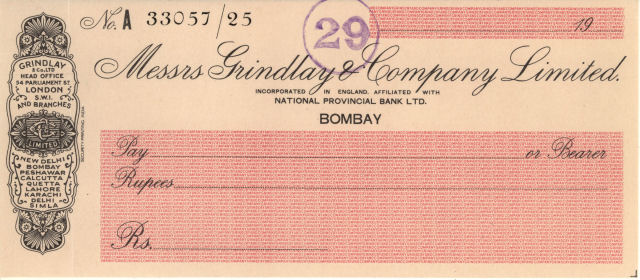 No. A 33057/25
29
19
Messrs Grindlay & Company Limited.
INCORPORATED IN ENGLAND. AFFILIATED WITH
NATIONAL PROVINCIAL BANK LTD.
BOMBAY
Pay or Bearer
Rupees
Rs.
GRINDLAY
& Co. LTD
HEAD OFFICE
54 PARLIAMENT ST.
LONDON
S.W.1.
AND BRANCHES
LIMITED
NEW DELHI
BOMBAY
PESHAWAR
CALCUTTA
QUETTA
LAHORE
KARACHI
DELHI
SIMLA